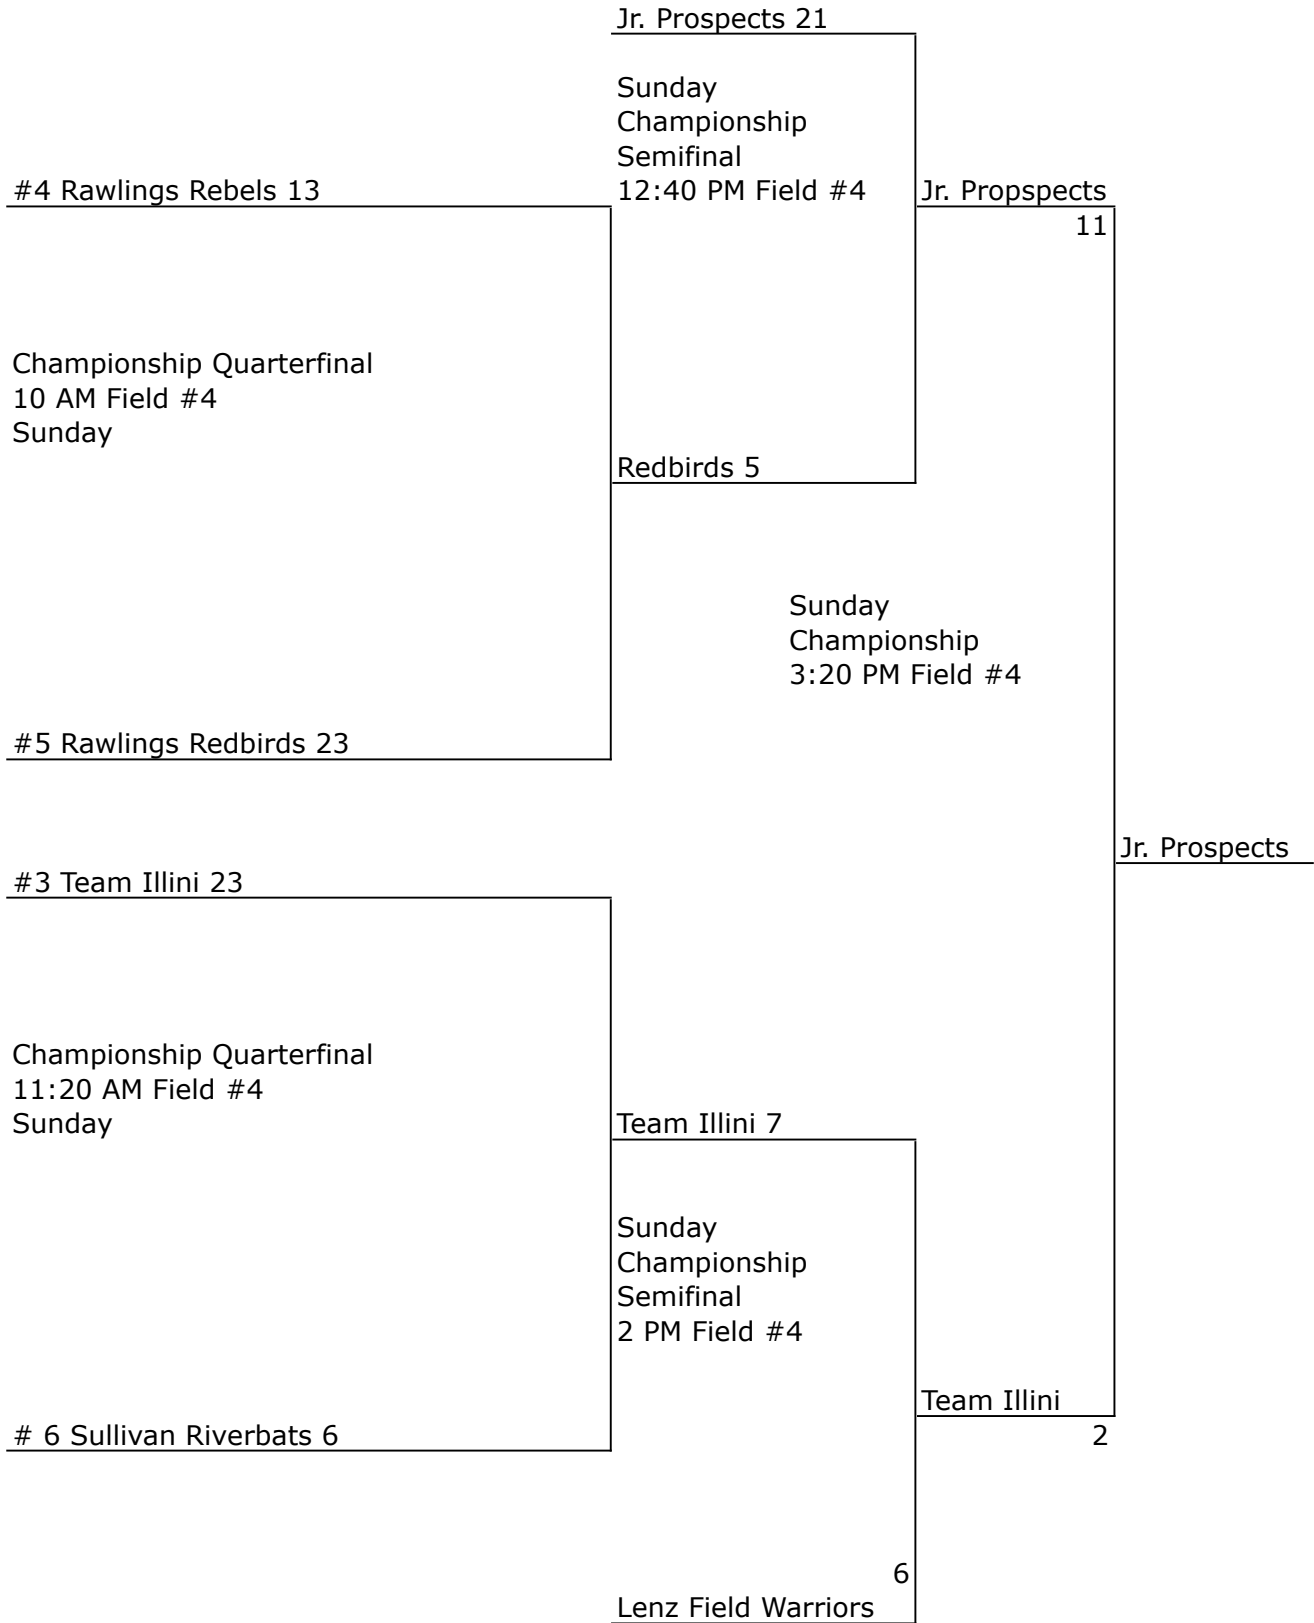 Jr. Prospects 21
Sunday
Championship
Semifinal
12:40 PM Field #4
#4 Rawlings Rebels 13
Jr. Propspects
11
Championship Quarterfinal
10 AM Field #4
Sunday
Redbirds 5
Sunday
Championship
3:20 PM Field #4
#5 Rawlings Redbirds 23
Jr. Prospects
#3 Team Illini 23
Championship Quarterfinal
11:20 AM Field #4
Sunday
Team Illini 7
Sunday
Championship
Semifinal
2 PM Field #4
Team Illini
2
# 6 Sullivan Riverbats 6
6
Lenz Field Warriors